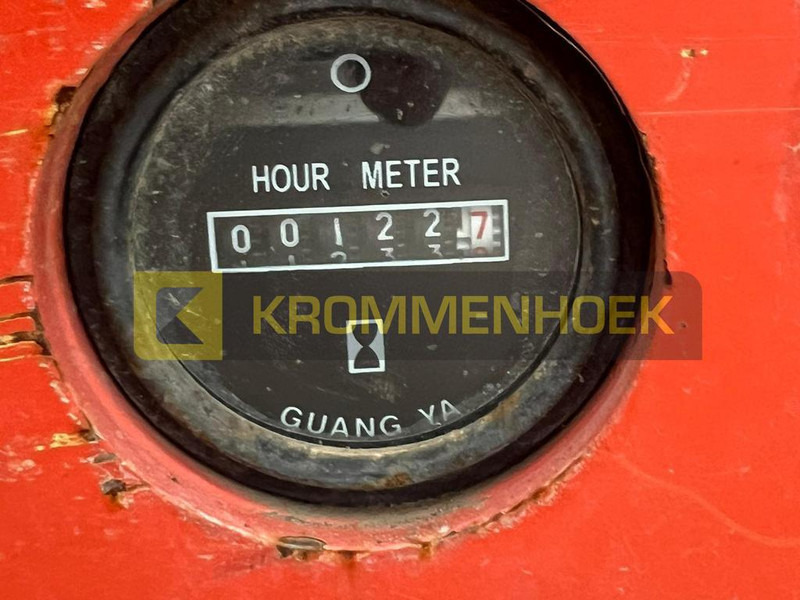 HOUR METER
001227
KROMMENHOEK
GUANG YA